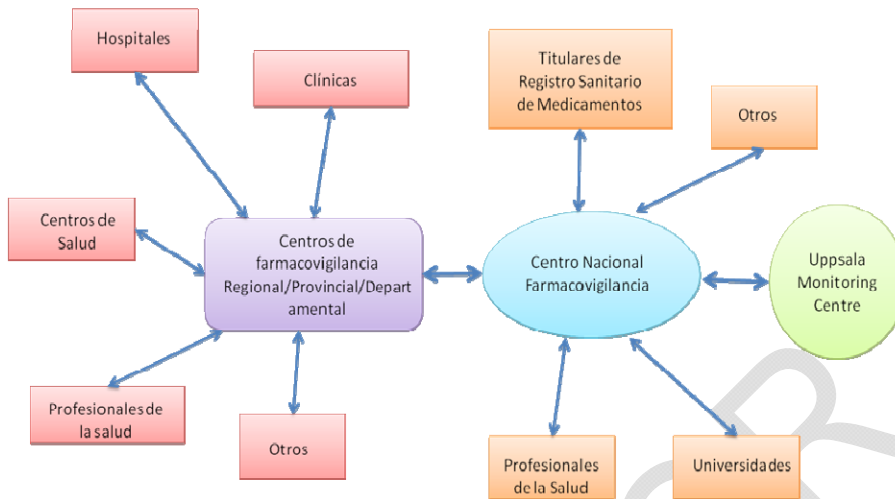 Hospitales
Clínicas
Titulares de
Registro Sanitario
de Medicamentos
Otros
Centros de
Salud
Centros de
farmacovigilancia
Regional/Provincial/Depart
amental
Centro Nacional
Farmacovigilancia
Uppsala
Monitoring
Centre
Profesionales de
la salud
Otros
Profesionales
de la Salud
Universidades